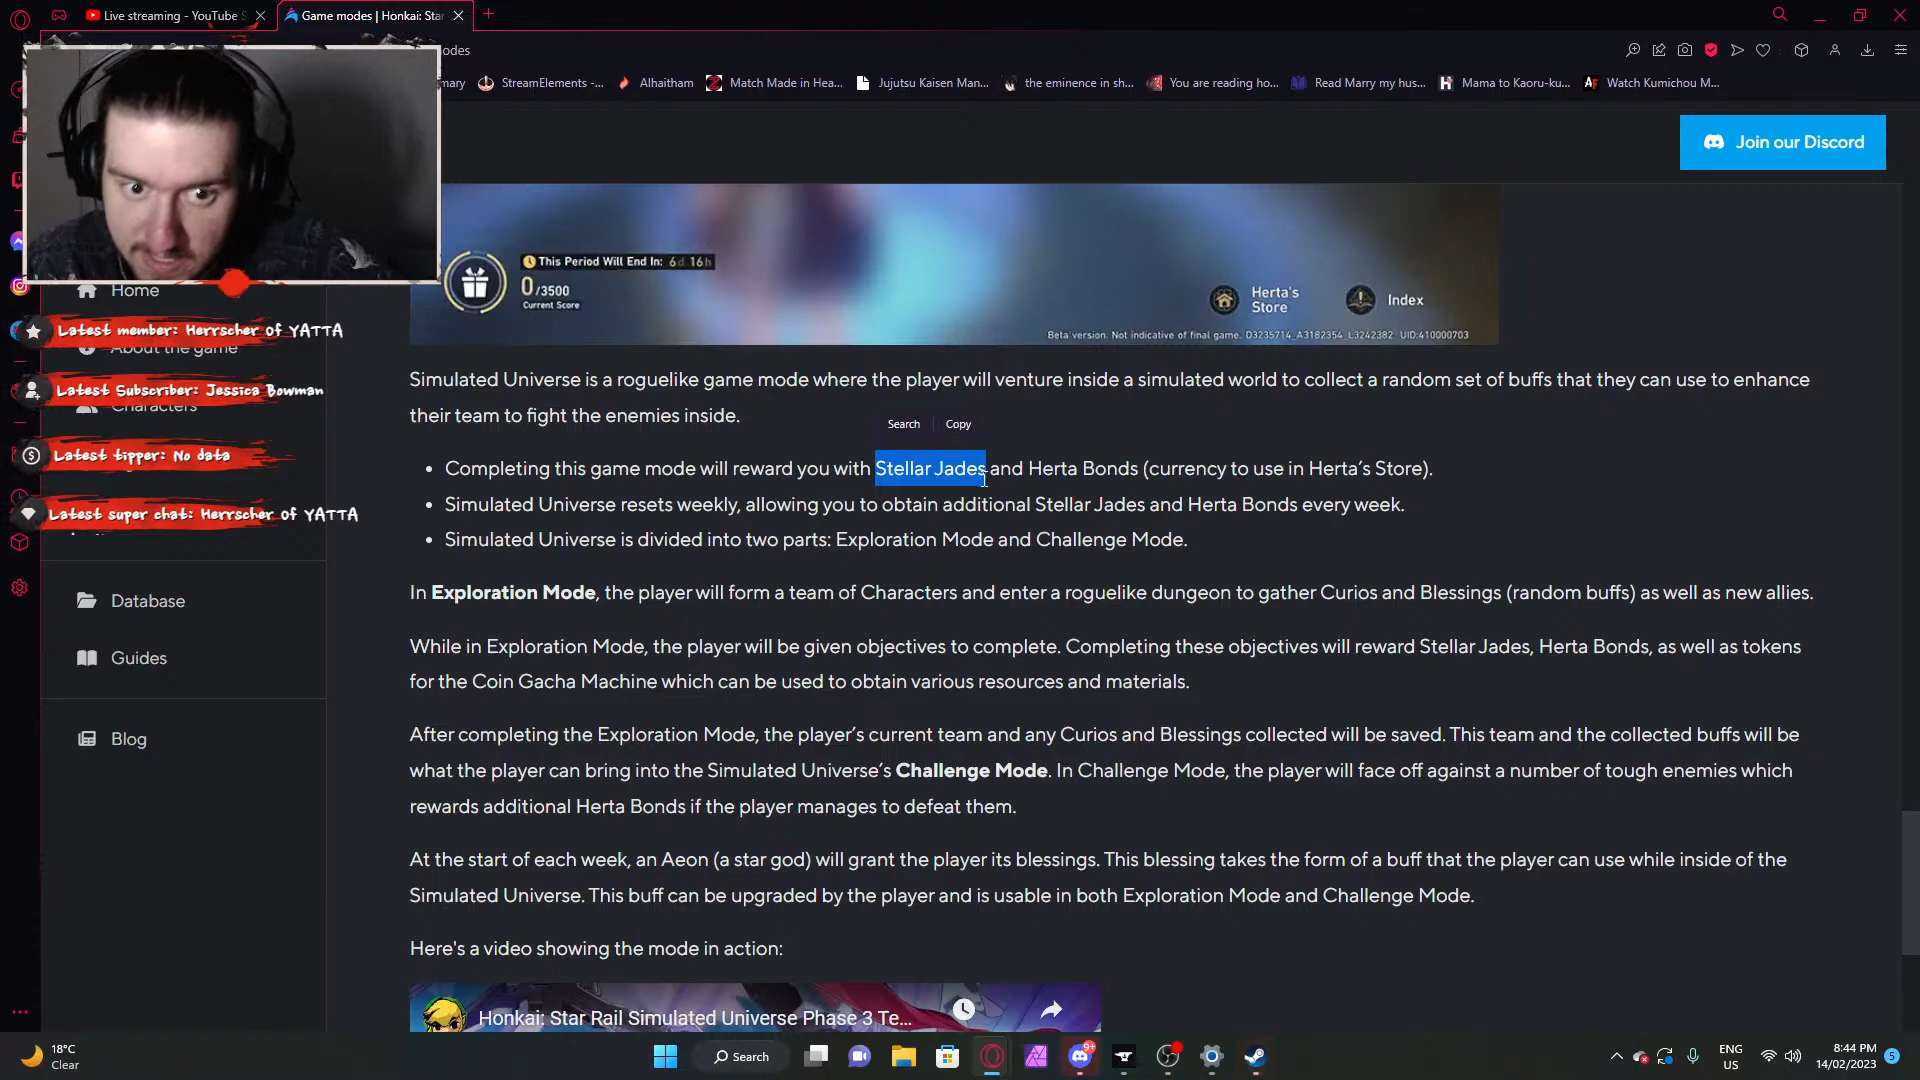 Live streaming - YouTube S
Game modes | Honkai: Star
odes
mary
StreamElements -...
Alhaitham
Match Made in Hea...
Jujutsu Kaisen Man...
the eminence in sh...
You are reading ho...
Read Marry my hus...
Mama to Kaoru-ku...
Watch Kumichou M...
Join our Discord
This Period Will End In: 6d 16h
0/3500
Current Score
Herta's
Store
Index
Beta version. Not indicative of final game. D3235714_A3182354_L3242382 UID:410000703
Home
Latest member: Herrscher of YATTA
About the game
Latest Subscriber: Jessica Bowman
Characters
Latest tipper: No data
Latest super chat: Herrscher of YATTA
Database
Guides
Blog
Simulated Universe is a roguelike game mode where the player will venture inside a simulated world to collect a random set of buffs that they can use to enhance
their team to fight the enemies inside.
Search
Copy
• Completing this game mode will reward you with Stellar Jades and Herta Bonds (currency to use in Herta’s Store).
• Simulated Universe resets weekly, allowing you to obtain additional Stellar Jades and Herta Bonds every week.
• Simulated Universe is divided into two parts: Exploration Mode and Challenge Mode.
In Exploration Mode, the player will form a team of Characters and enter a roguelike dungeon to gather Curios and Blessings (random buffs) as well as new allies.
While in Exploration Mode, the player will be given objectives to complete. Completing these objectives will reward Stellar Jades, Herta Bonds, as well as tokens
for the Coin Gacha Machine which can be used to obtain various resources and materials.
After completing the Exploration Mode, the player’s current team and any Curios and Blessings collected will be saved. This team and the collected buffs will be
what the player can bring into the Simulated Universe’s Challenge Mode. In Challenge Mode, the player will face off against a number of tough enemies which
rewards additional Herta Bonds if the player manages to defeat them.
At the start of each week, an Aeon (a star god) will grant the player its blessings. This blessing takes the form of a buff that the player can use while inside of the
Simulated Universe. This buff can be upgraded by the player and is usable in both Exploration Mode and Challenge Mode.
Here's a video showing the mode in action:
Honkai: Star Rail Simulated Universe Phase 3 Te...
18°C
Clear
Search
9+
ENG
US
8:44 PM
14/02/2023
5